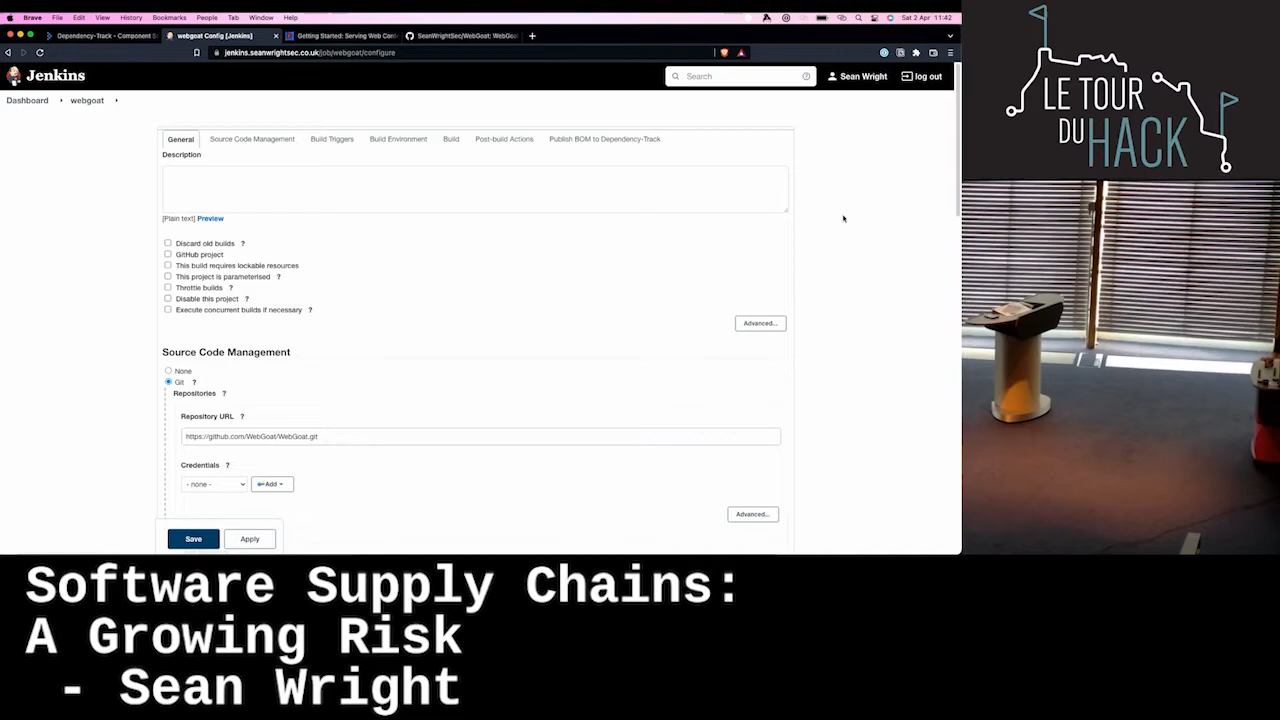 Brave File Edit View History Bookmarks People Tab Window Help
Sat 2 Apr 11:42
Dependency-Track - Component S
webgoat Config [Jenkins]
Getting Started: Serving Web Con
SeanWrightSec/WebGoat: WebGoa
jenkins.seanwrightsec.co.uk/job/webgoat/configure
Jenkins
Search
Sean Wright
log out
Dashboard
webgoat
General
Source Code Management
Build Triggers
Build Environment
Build
Post-build Actions
Publish BOM to Dependency-Track
Description
[Plain text] Preview
Discard old builds ?
GitHub project
This build requires lockable resources
This project is parameterised ?
Throttle builds ?
Disable this project ?
Execute concurrent builds if necessary ?
Advanced...
Source Code Management
None
Git ?
Repositories ?
Repository URL ?
https://github.com/WebGoat/WebGoat.git
Credentials ?
- none -
Add
Advanced...
Save
Apply
LE TOUR
DU HACK
Software Supply Chains:
A Growing Risk
- Sean Wright